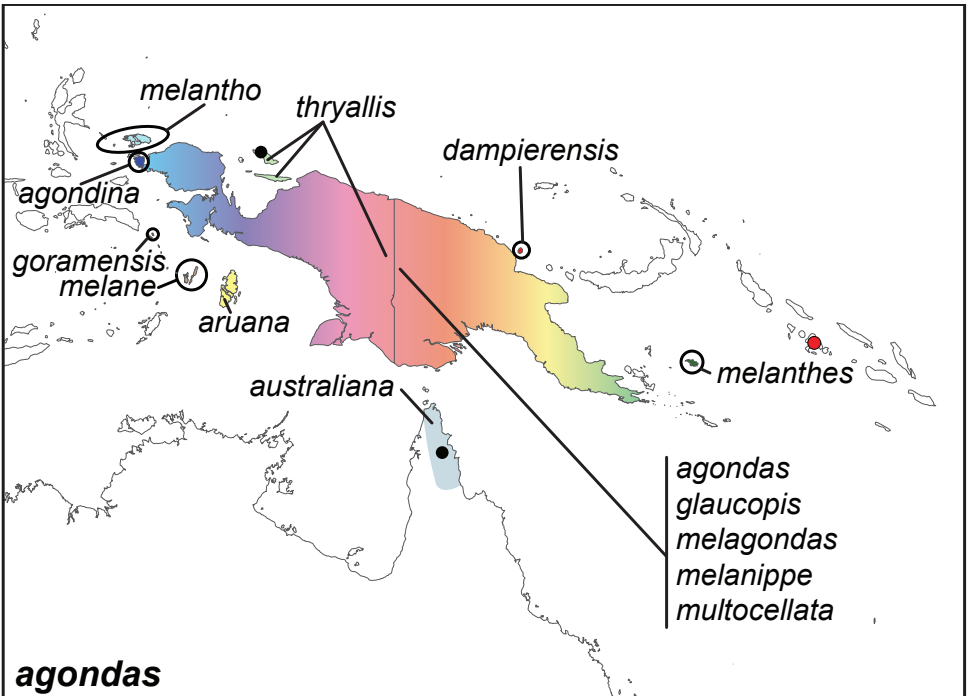 melantho
thryallis
dampierensis
agondina
goramensis
melane
aruana
australiana
melanthes
agondas
glaucopis
melagondas
melanippe
multocellata
agondas